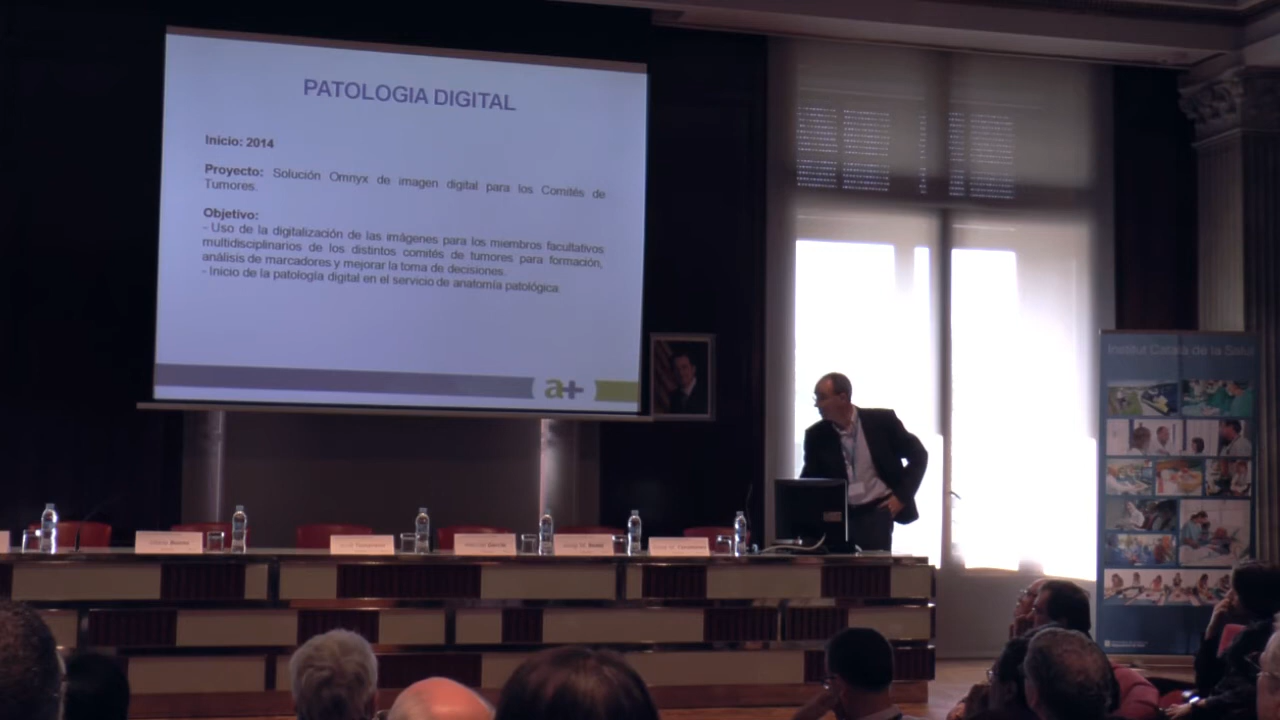 PATOLOGIA DIGITAL
Inicio: 2014
Proyecto: Solución Omnyx de imagen digital para los Comités de
Tumores.
Objetivo:
- Uso de la digitalización de las imágenes para los miembros facultativos
multidisciplinarios de los distintos comités de tumores para formación,
análisis de marcadores y mejorar la toma de decisiones.
- Inicio de la patología digital en el servicio de anatomía patológica.
a+
Institut Català de la Salut